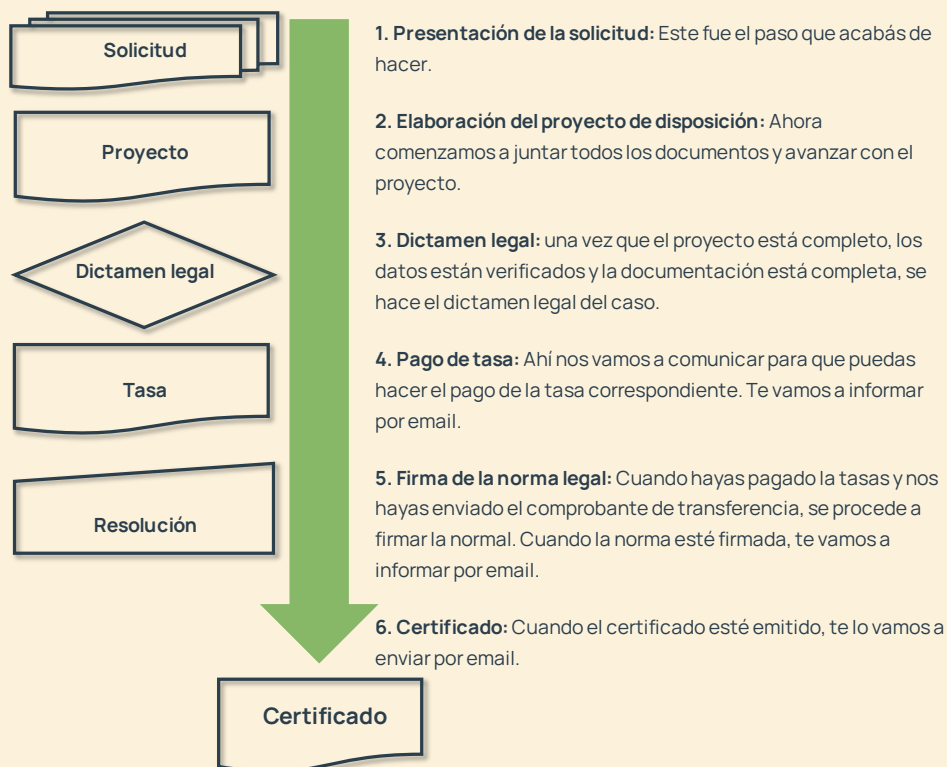 Solicitud
Proyecto
Dictamen legal
Tasa
Resolución
Certificado
1. Presentación de la solicitud: Este fue el paso que acabás de
hacer.
2. Elaboración del proyecto de disposición: Ahora
comenzamos a juntar todos los documentos y avanzar con el
proyecto.
3. Dictamen legal: una vez que el proyecto está completo, los
datos están verificados y la documentación está completa, se
hace el dictamen legal del caso.
4. Pago de tasa: Ahí nos vamos a comunicar para que puedas
hacer el pago de la tasa correspondiente. Te vamos a informar
por email.
5. Firma de la norma legal: Cuando hayas pagado la tasas y nos
hayas enviado el comprobante de transferencia, se procede a
firmar la normal. Cuando la norma esté firmada, te vamos a
informar por email.
6. Certificado: Cuando el certificado esté emitido, te lo vamos a
enviar por email.